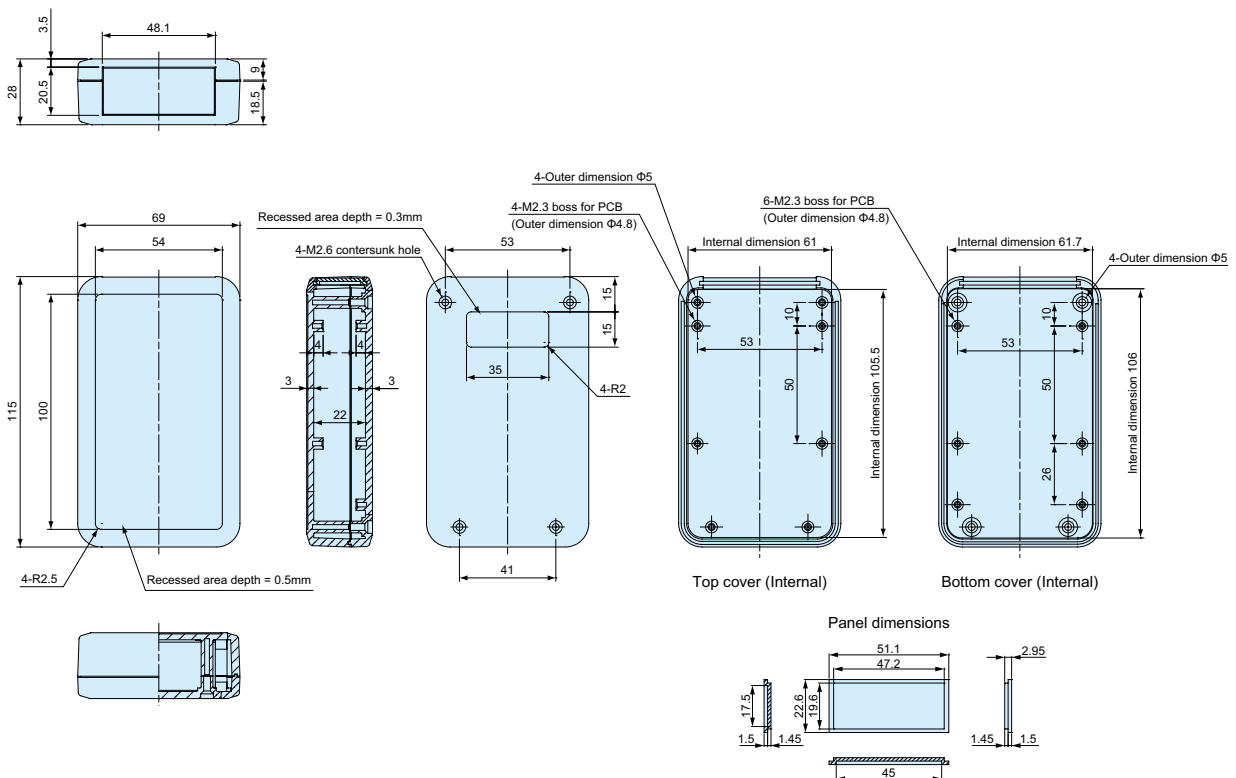 48.1
3.5
28
20.5
9
18.5
4-Outer dimension Φ5
4-M2.3 boss for PCB
(Outer dimension Φ4.8)
6-M2.3 boss for PCB
(Outer dimension Φ4.8)
69
54
Recessed area depth = 0.3mm
4-M2.6 contersunk hole
53
Internal dimension 61
Internal dimension 61.7
4-Outer dimension Φ5
115
100
4
4
3
3
22
15
15
35
4-R2
10
53
50
Internal dimension 105.5
10
53
50
26
Internal dimension 106
4-R2.5
Recessed area depth = 0.5mm
41
Top cover (Internal)
Bottom cover (Internal)
Panel dimensions
51.1
47.2
2.95
17.5
22.6
19.6
1.5
1.45
1.45
1.5
45